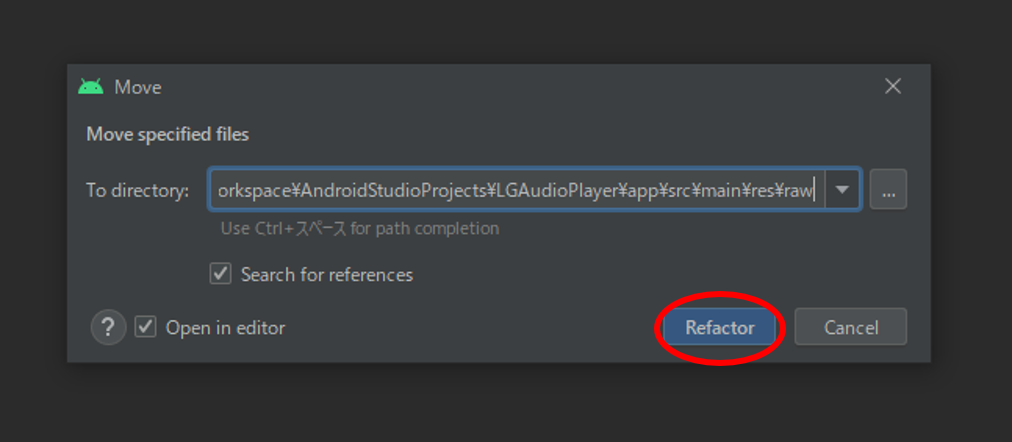 Move
Move specified files
To directory: orkspace¥AndroidStudioProjects¥LGAudioPlayer¥app¥src¥main¥res¥raw ...
Use Ctrl+スペース for path completion
Search for references
? Open in editor Refactor Cancel